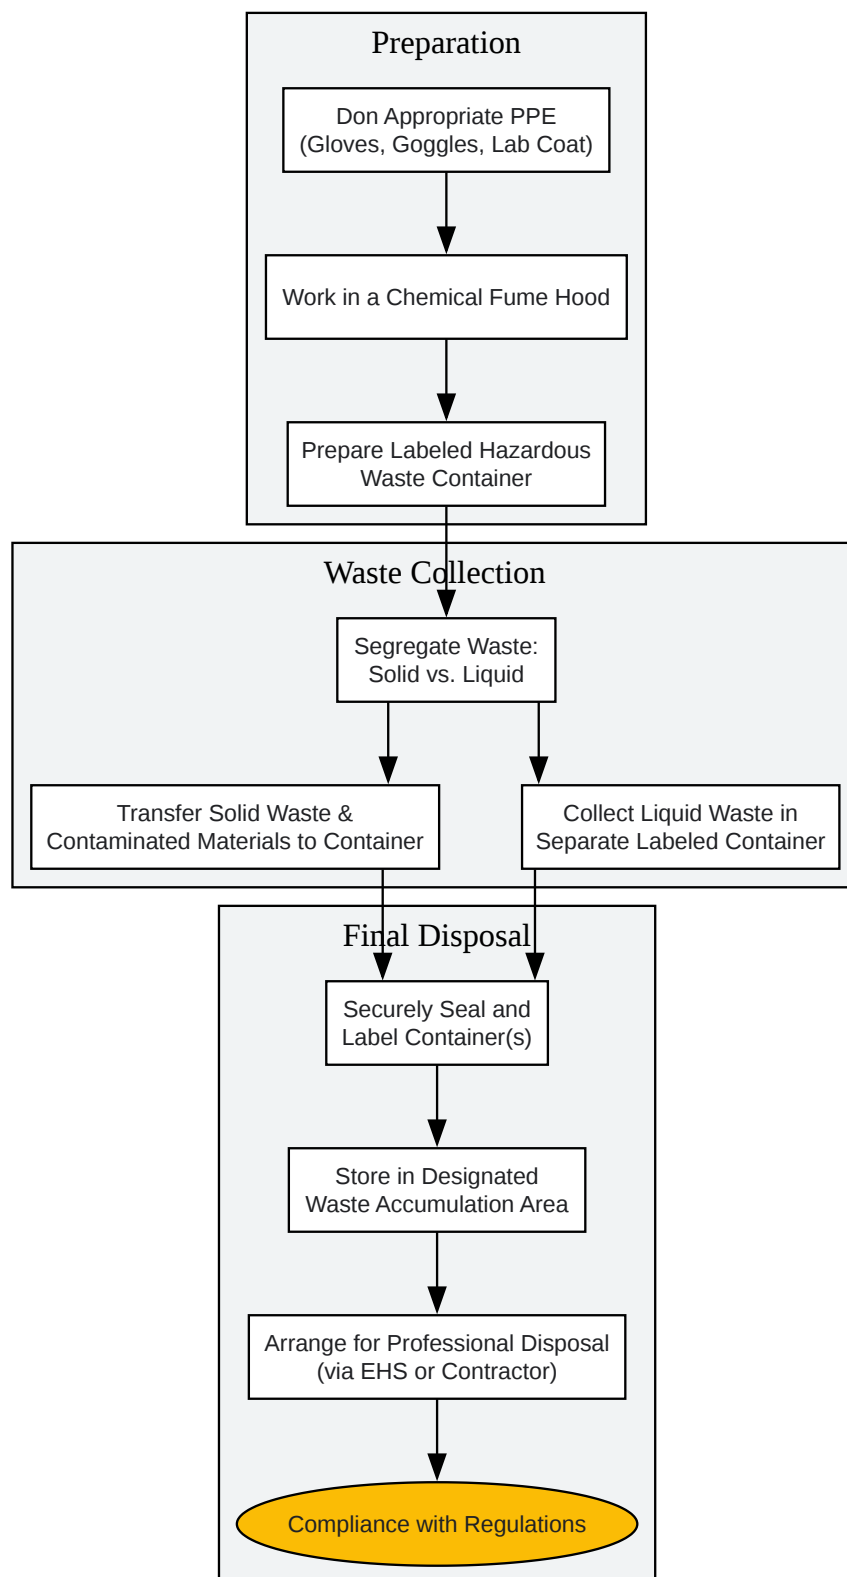 Preparation
Don Appropriate PPE
(Gloves, Goggles, Lab Coat)
Work in a Chemical Fume Hood
Prepare Labeled Hazardous
Waste Container
Waste Collection
Segregate Waste:
Solid vs. Liquid
Transfer Solid Waste &
Contaminated Materials to Container
Collect Liquid Waste in
Separate Labeled Container
Final Disposal
Securely Seal and
Label Container(s)
Store in Designated
Waste Accumulation Area
Arrange for Professional Disposal
(via EHS or Contractor)
Compliance with Regulations